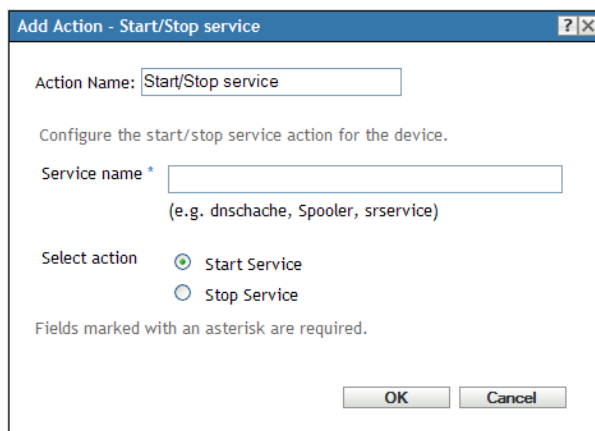 Add Action - Start/Stop service
? X
Action Name: Start/Stop service
Configure the start/stop service action for the device.
Service name *
(e.g. dnschache, Spooler, srservice)
Select action
Start Service
Stop Service
Fields marked with an asterisk are required.
OK Cancel